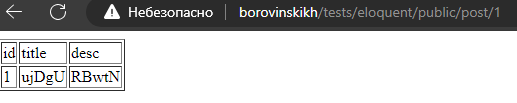 Небезопасно borovinskikh/tests/eloquent/public/post/1
id title desc
1 ujDgU RBwtN